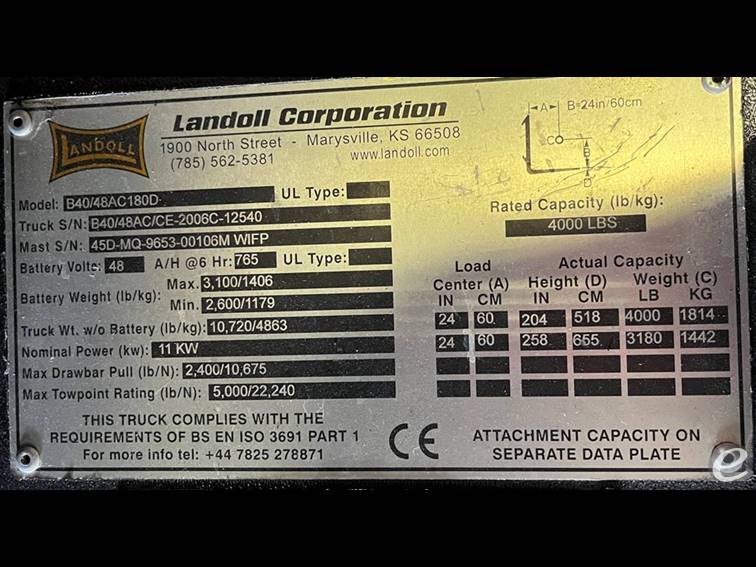 LANDOLL
Landoll Corporation
1900 North Street - Marysville, KS 66508
(785) 562-5381 www.landoll.com
A B=24in/60cm
C
B
D
Model: B40/48AC180D UL Type:
Truck S/N: B40/48AC/CE-2006C-12540
Mast S/N: 45D-MQ-9653-00106M WIFP
Battery Volts: 48 A/H @6 Hr: 765 UL Type:
Battery Weight (lb/kg): Max. 3,100/1406
Min. 2,600/1179
Truck Wt. w/o Battery (lb/kg): 10,720/4863
Nominal Power (kw): 11 KW
Max Drawbar Pull (lb/N): 2,400/10,675
Max Towpoint Rating (lb/N): 5,000/22,240
Rated Capacity (lb/kg):
4000 LBS
Load Actual Capacity
Center (A) Height (D) Weight (C)
IN CM IN CM LB KG
24 60 204 518 4000 1814
24 60 258 655 3180 1442
THIS TRUCK COMPLIES WITH THE
REQUIREMENTS OF BS EN ISO 3691 PART 1
For more info tel: +44 7825 278871
CE
ATTACHMENT CAPACITY ON
SEPARATE DATA PLATE
e